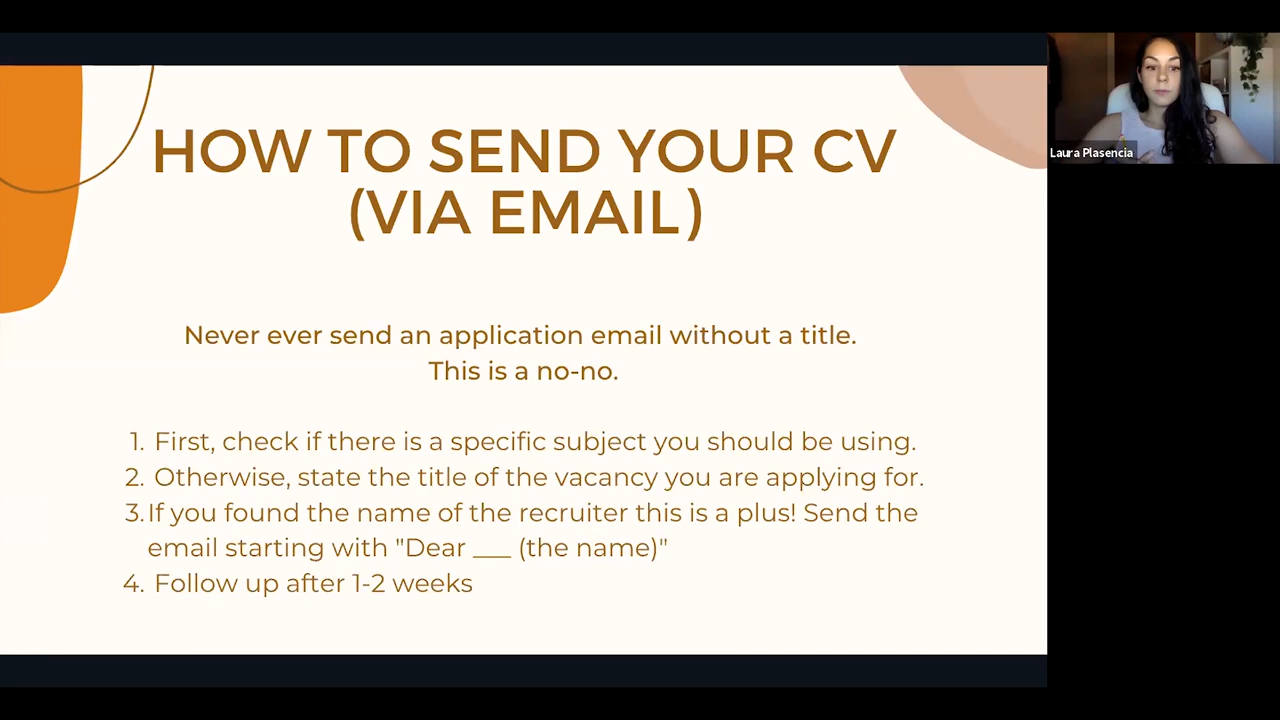 HOW TO SEND YOUR CV
(VIA EMAIL)
Never ever send an application email without a title.
This is a no-no.
1. First, check if there is a specific subject you should be using.
2. Otherwise, state the title of the vacancy you are applying for.
3. If you found the name of the recruiter this is a plus! Send the
email starting with "Dear ___ (the name)"
4. Follow up after 1-2 weeks
Laura Plasencia